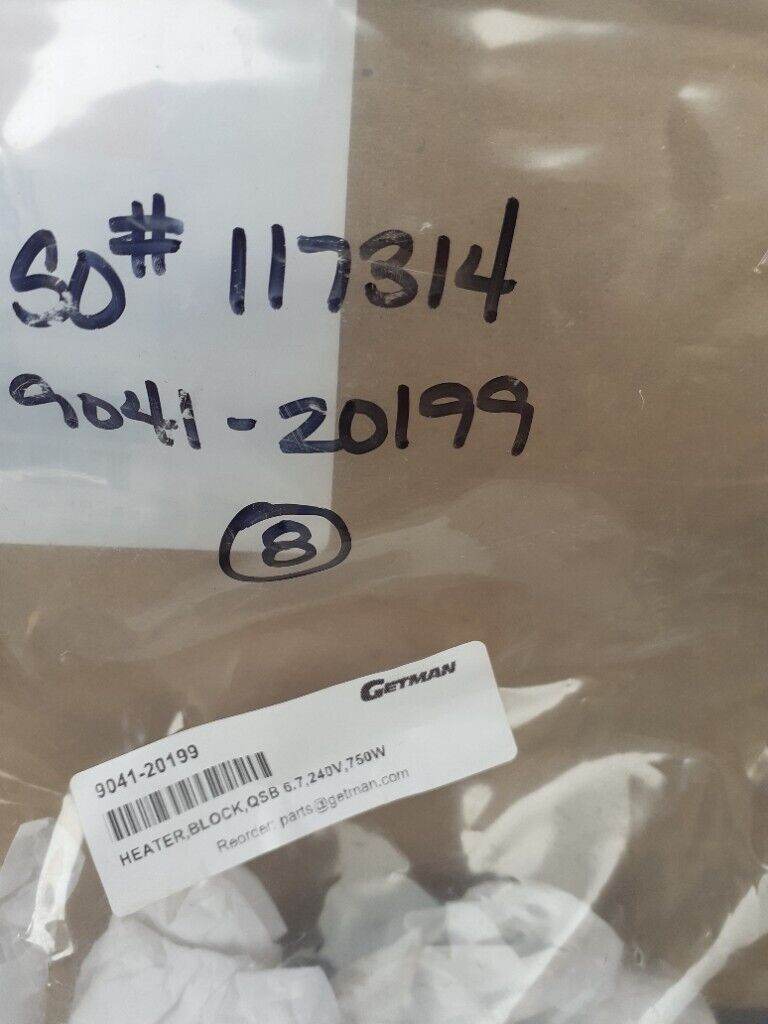 SO# 117314
9041-20199
8
GETMAN
9041-20199
HEATER,BLOCK,QSB 6.7,240V,750W
Reorder: parts@getman.com